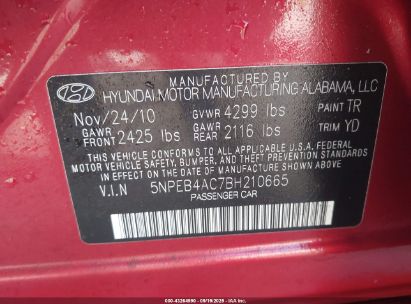 MANUFACTURED BY
HYUNDAI MOTOR MANUFACTURING ALABAMA, LLC
Nov/24/10 GVWR 4299 lbs PAINT TR
GAWR FRONT 2425 lbs GAWR REAR 2116 lbs TRIM YD
THIS VEHICLE CONFORMS TO ALL APPLICABLE U.S.A. FEDERAL
MOTOR VEHICLE SAFETY, BUMPER, AND THEFT PREVENTION STANDARDS
IN EFFECT ON THE DATE OF MANUFACTURE SHOWN ABOVE.
V.I.N 5NPEB4AC7BH210665
PASSENGER CAR